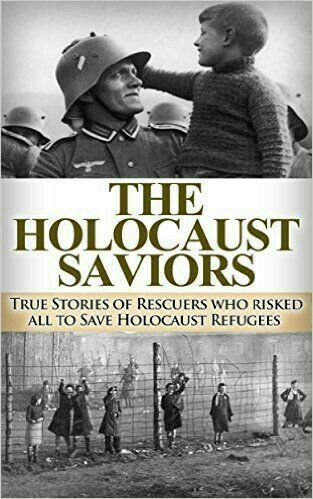 THE
HOLOCAUST
SAVIORS
TRUE STORIES OF RESCUERS WHO RISKED
ALL TO SAVE HOLOCAUST REFUGEES